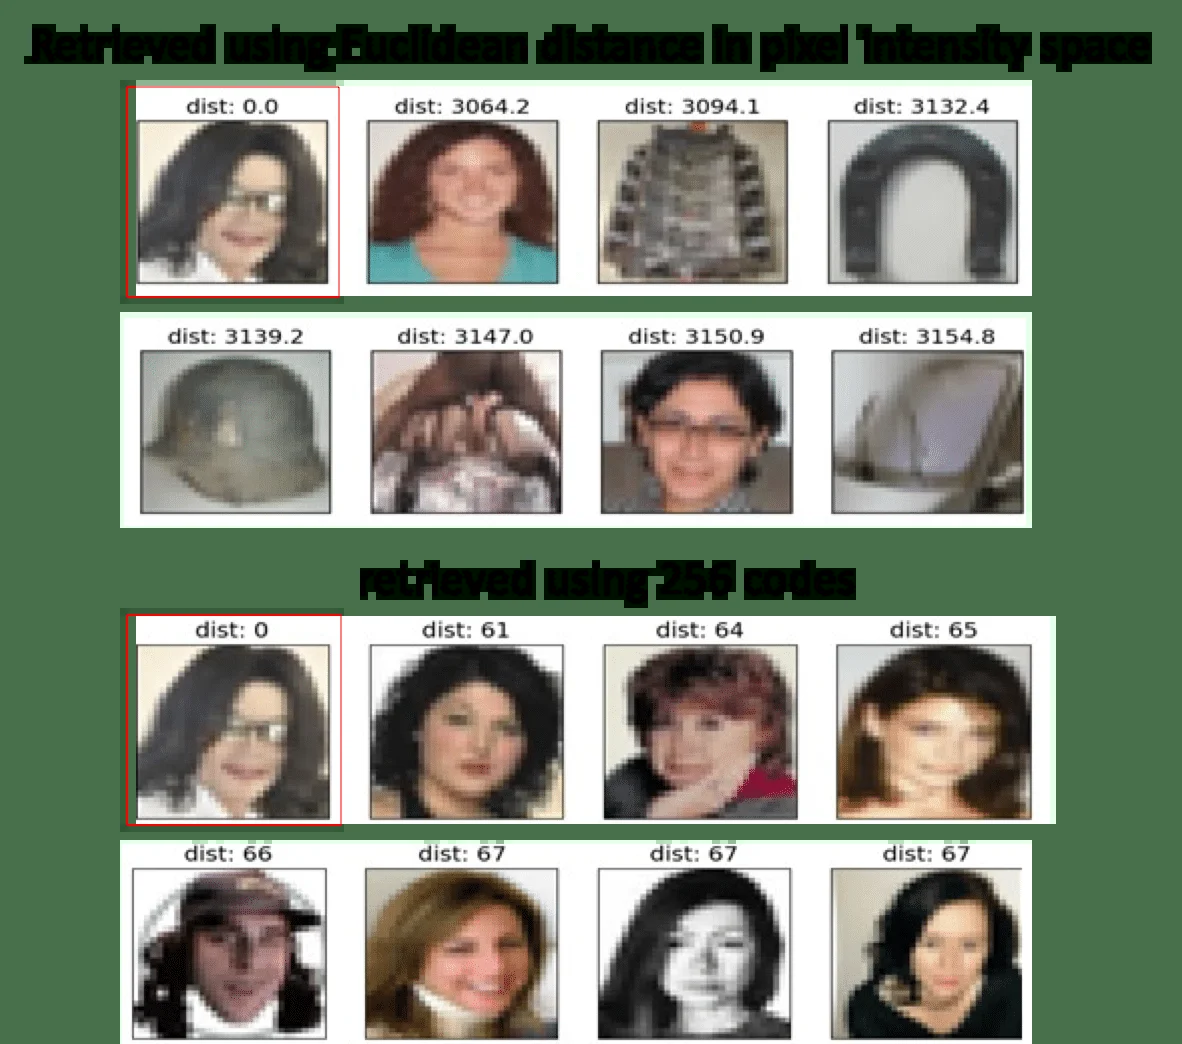 Retrieved using Euclidean distance in pixel intensity space
dist: 0.0 dist: 3064.2 dist: 3094.1 dist: 3132.4
dist: 3139.2 dist: 3147.0 dist: 3150.9 dist: 3154.8
retrieved using 256 codes
dist: 0 dist: 61 dist: 64 dist: 65
dist: 66 dist: 67 dist: 67 dist: 67